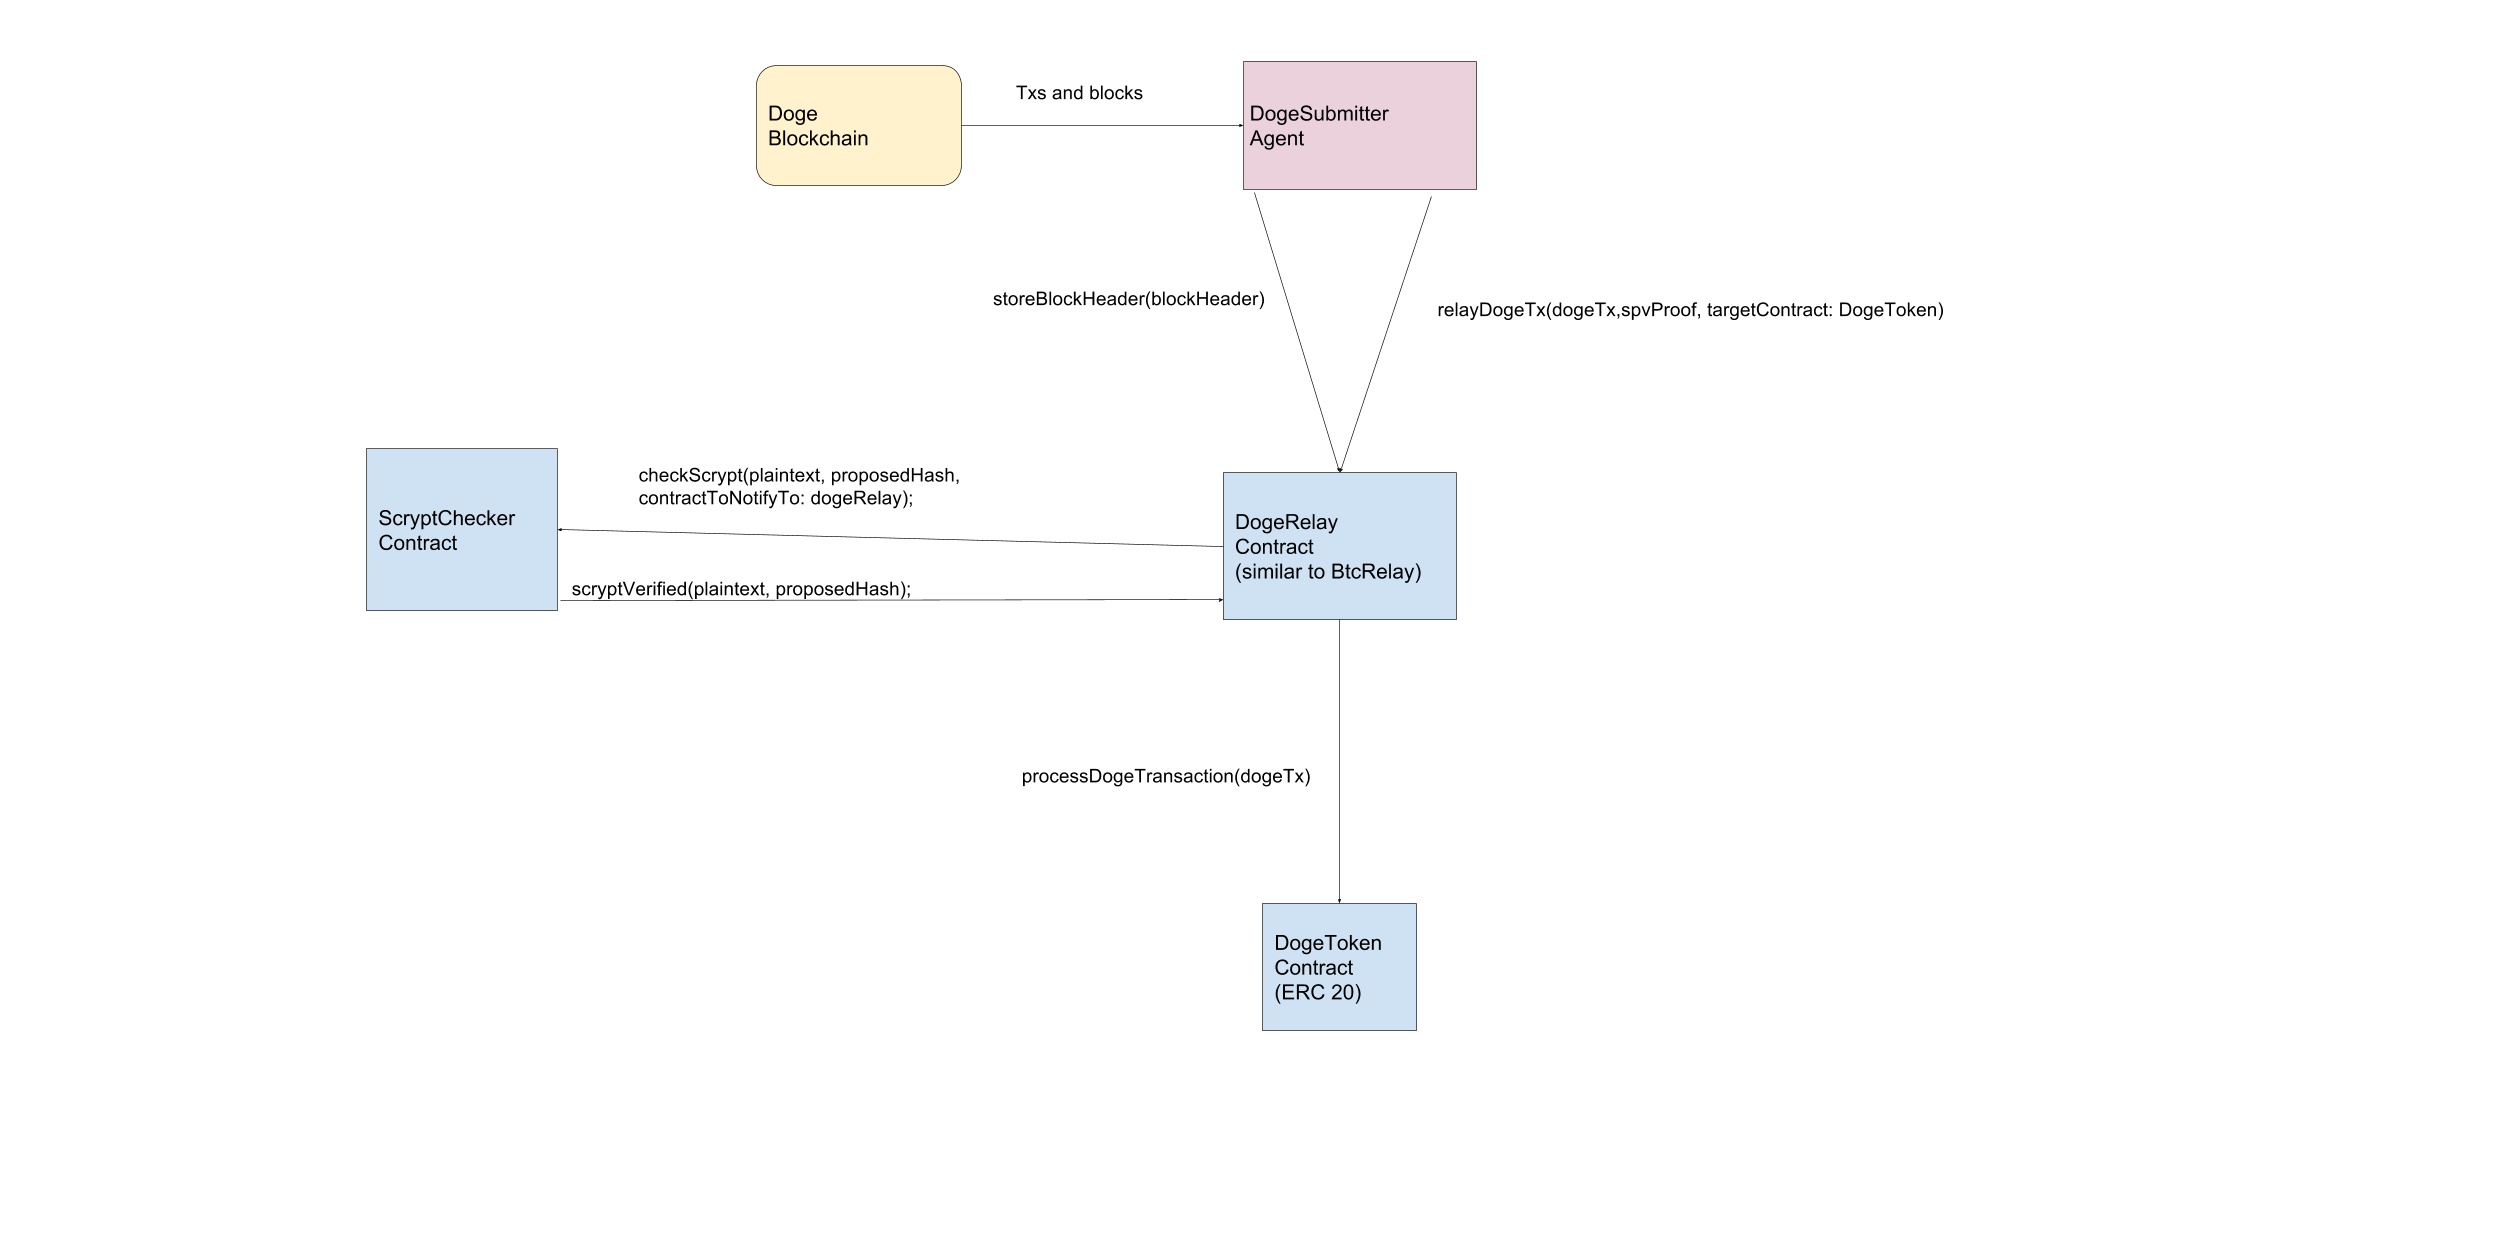 Doge
Blockchain
Txs and blocks
DogeSubmitter
Agent
storeBlockHeader(blockHeader)
relayDogeTx(dogeTx,spvProof, targetContract: DogeToken)
ScryptChecker
Contract
checkScrypt(plaintext, proposedHash,
contractToNotifyTo: dogeRelay);
scryptVerified(plaintext, proposedHash);
DogeRelay
Contract
(similar to BtcRelay)
processDogeTransaction(dogeTx)
DogeToken
Contract
(ERC 20)